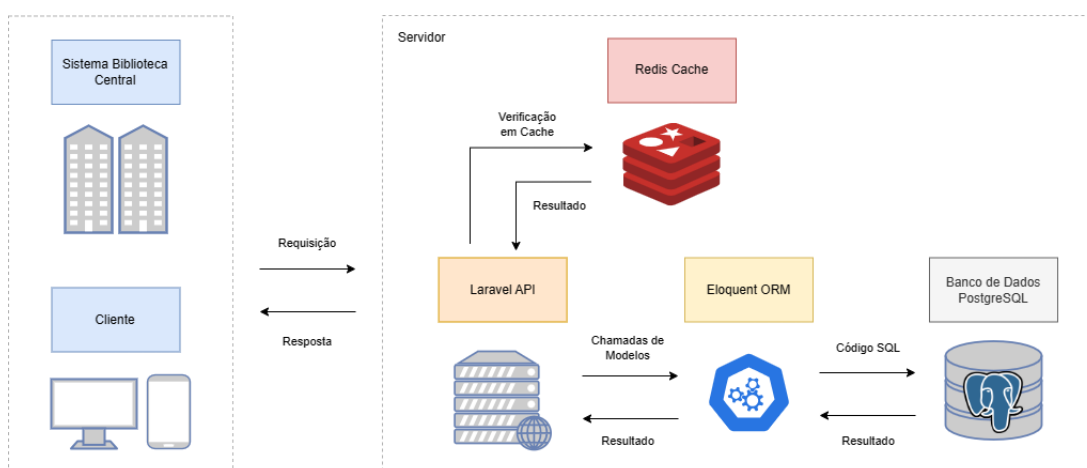 Servidor
Sistema Biblioteca
Central
Redis Cache
Verificação
em Cache
Resultado
Requisição
Resposta
Cliente
Laravel API
Eloquent ORM
Banco de Dados
PostgreSQL
Chamadas de
Modelos
Código SQL
Resultado
Resultado